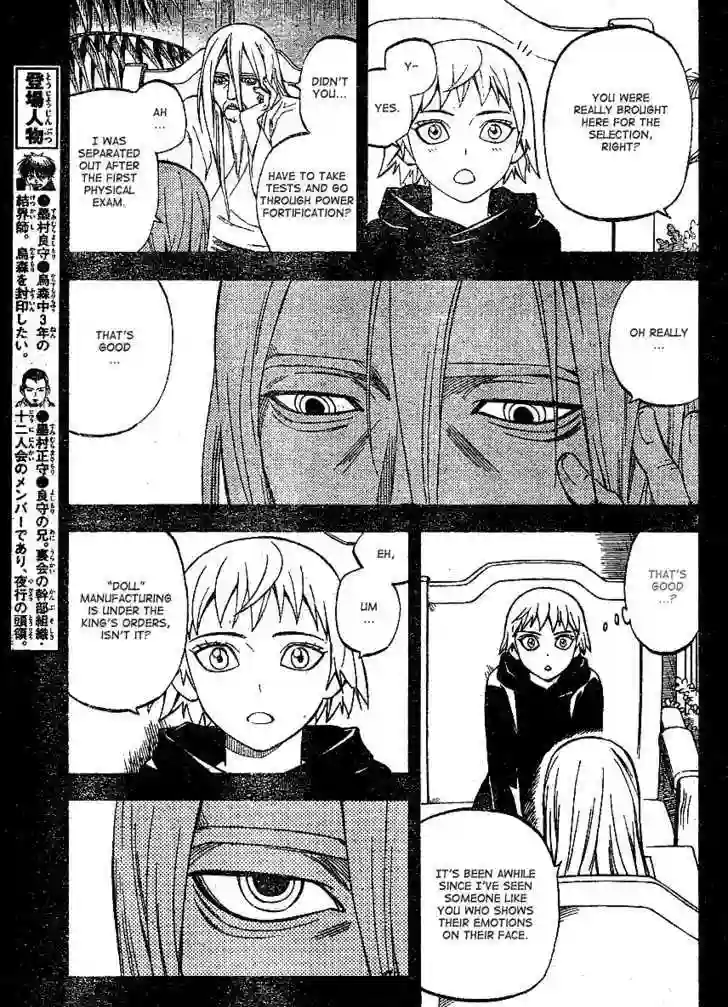 YOU WERE
REALLY BROUGHT
HERE FOR THE
SELECTION,
RIGHT?
Y-
YES.
DIDN'T
YOU...
HAVE TO TAKE
TESTS AND GO
THROUGH POWER
FORTIFICATION?
AH
...
I WAS
SEPARATED
OUT AFTER
THE FIRST
PHYSICAL
EXAM.
OH REALLY
...
THAT'S
GOOD
...
THAT'S
GOOD
...?
IT'S BEEN AWHILE
SINCE I'VE SEEN
SOMEONE LIKE
YOU WHO SHOWS
THEIR EMOTIONS
ON THEIR FACE.
EH,
UM
...
"DOLL"
MANUFACTURING
IS UNDER THE
KING'S ORDERS,
ISN'T IT?
登場人物
●墨村良守●烏森中3年の
結界師。烏森を封印したい。
●墨村正守●良守の兄。裏会の幹部組織・
十二人会のメンバーであり、夜行の頭領。